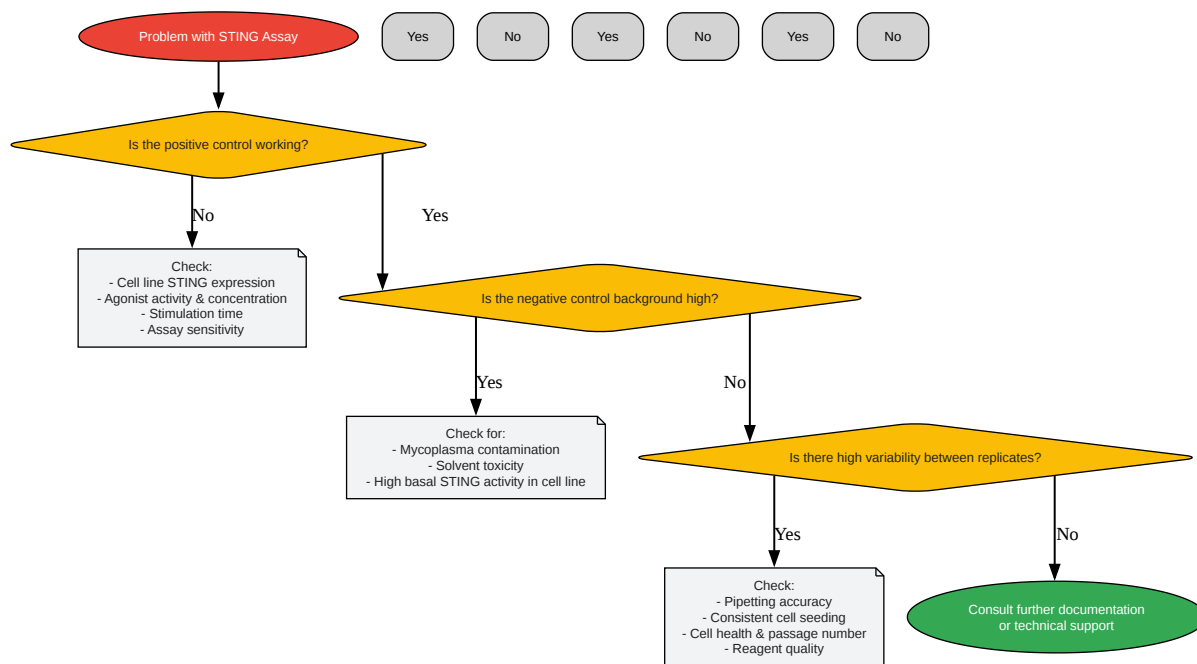 Problem with STING Assay
Yes
No
Yes
No
Yes
No
Is the positive control working?
No
Yes
Check:
- Cell line STING expression
- Agonist activity & concentration
- Stimulation time
- Assay sensitivity
Is the negative control background high?
Yes
No
Check for:
- Mycoplasma contamination
- Solvent toxicity
- High basal STING activity in cell line
Is there high variability between replicates?
Yes
No
Check:
- Pipetting accuracy
- Consistent cell seeding
- Cell health & passage number
- Reagent quality
Consult further documentation
or technical support